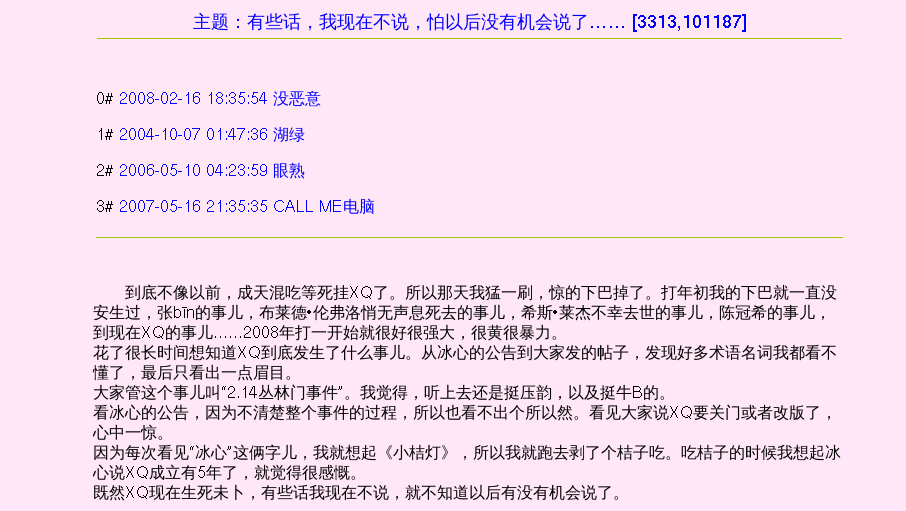 主题：有些话，我现在不说，怕以后没有机会说了…… [3313,101187]
0# 2008-02-16 18:35:54 没恶意
1# 2004-10-07 01:47:36 湖绿
2# 2006-05-10 04:23:59 眼熟
3# 2007-05-16 21:35:35 CALL ME电脑
到底不像以前，成天混吃等死挂XQ了。所以那天我猛一刷，惊的下巴掉了。打年初我的下巴就一直没
安生过，张bīn的事儿，布莱德•伦弗洛悄无声息死去的事儿，希斯•莱杰不幸去世的事儿，陈冠希的事儿，
到现在XQ的事儿……2008年打一开始就很好很强大，很黄很暴力。
花了很长时间想知道XQ到底发生了什么事儿。从冰心的公告到大家发的帖子，发现好多术语名词我都看不
懂了，最后只看出一点眉目。
大家管这个事儿叫“2.14丛林门事件”。我觉得，听上去还是挺压韵，以及挺牛B的。
看冰心的公告，因为不清楚整个事件的过程，所以也看不出个所以然。看见大家说XQ要关门或者改版了，
心中一惊。
因为每次看见“冰心”这俩字儿，我就想起《小桔灯》，所以我就跑去剥了个桔子吃。吃桔子的时候我想起冰
心说XQ成立有5年了，就觉得很感慨。
既然XQ现在生死未卜，有些话我现在不说，就不知道以后有没有机会说了。